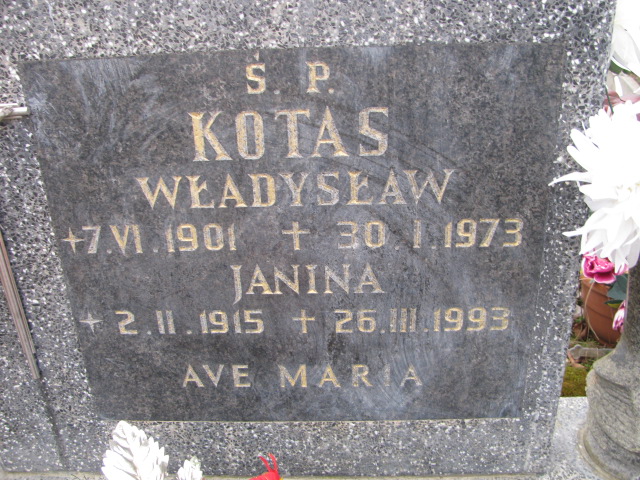 Ś. P.
KOTAS
WŁADYSŁAW
+7.VI.1901 + 30.I.1973
JANINA
+2.II.1915 + 26.III.1993
AVE MARIA